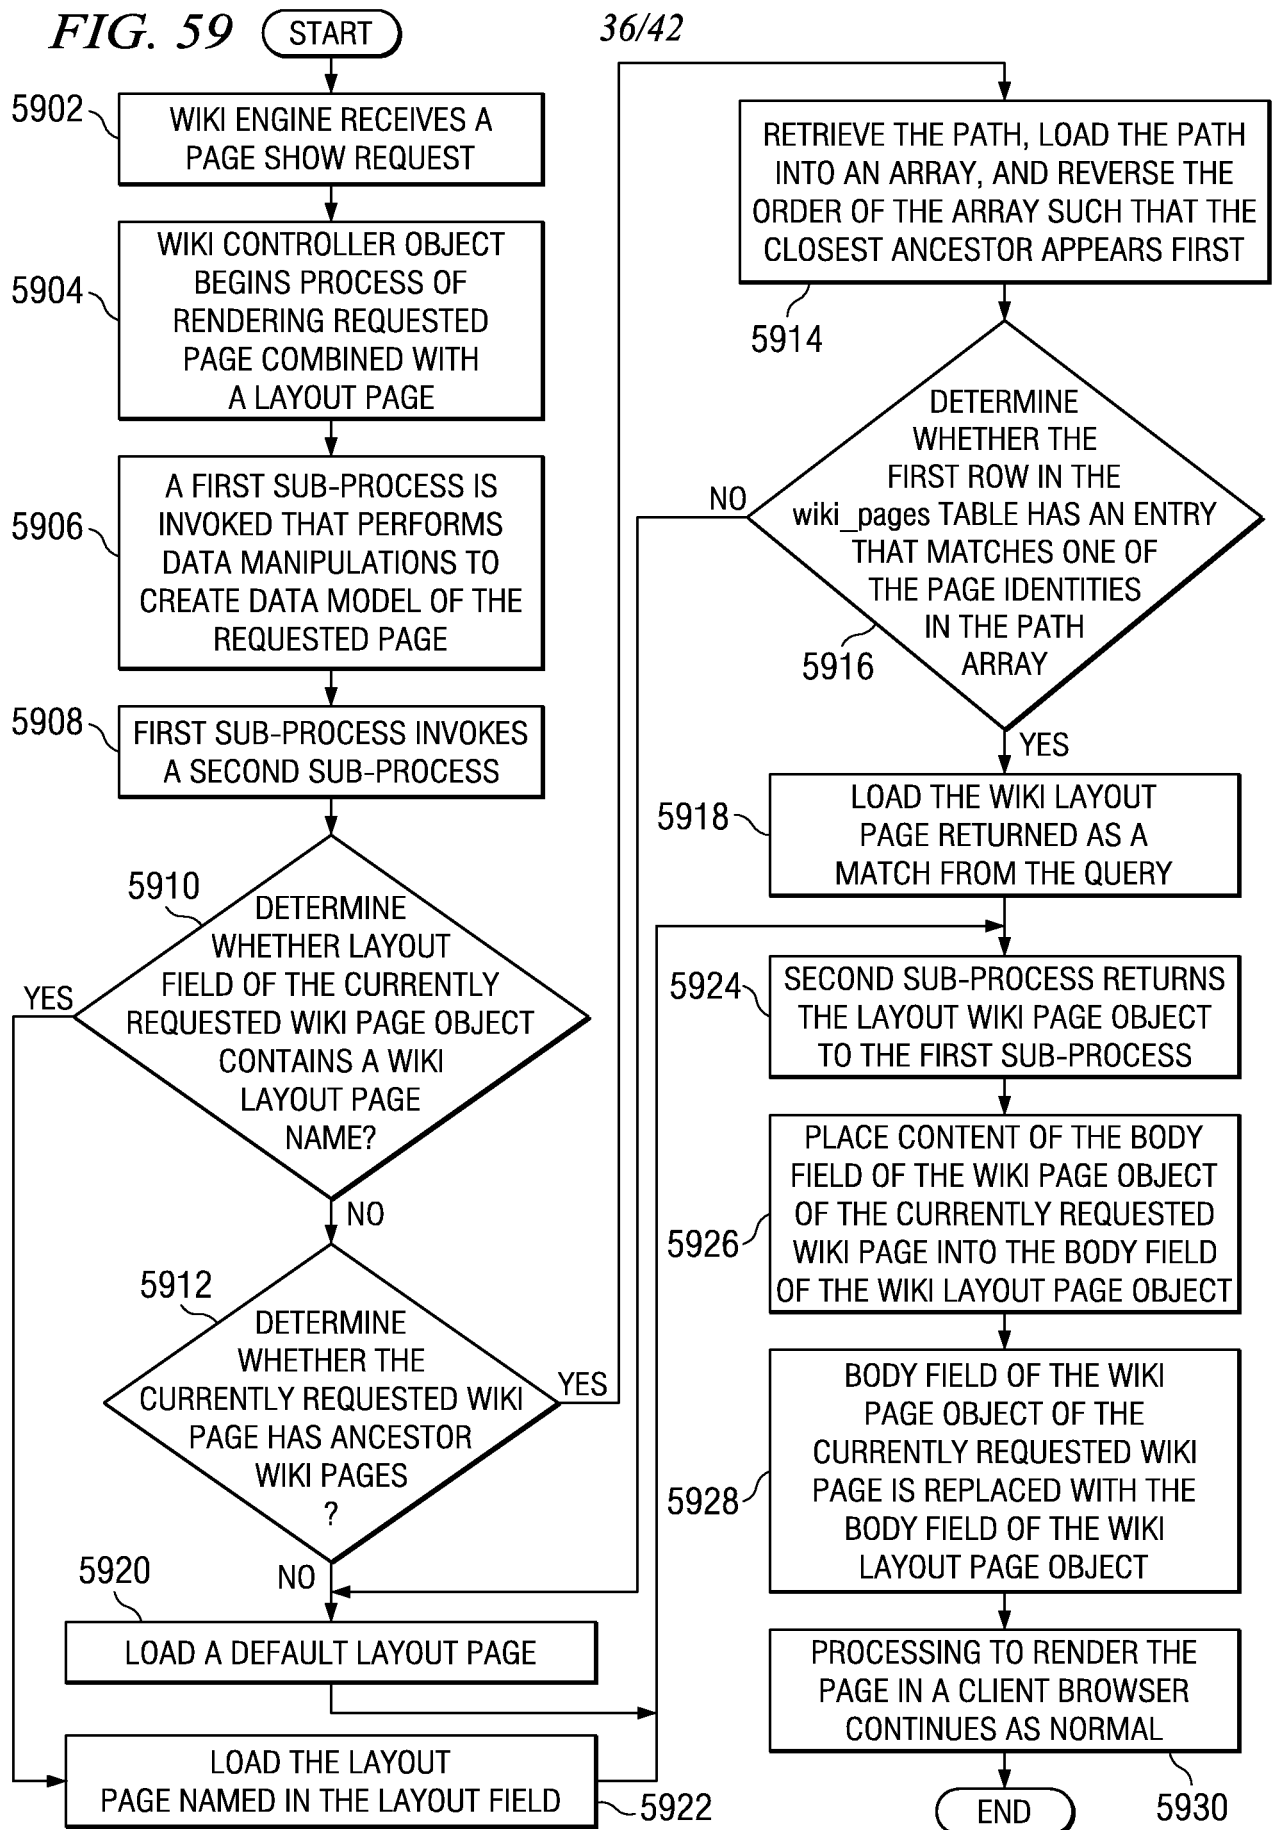 FIG. 59
START
36/42
5902
WIKI ENGINE RECEIVES A
PAGE SHOW REQUEST
5904
WIKI CONTROLLER OBJECT
BEGINS PROCESS OF
RENDERING REQUESTED
PAGE COMBINED WITH
A LAYOUT PAGE
5906
A FIRST SUB-PROCESS IS
INVOKED THAT PERFORMS
DATA MANIPULATIONS TO
CREATE DATA MODEL OF THE
REQUESTED PAGE
5908
FIRST SUB-PROCESS INVOKES
A SECOND SUB-PROCESS
5910
DETERMINE
WHETHER LAYOUT
FIELD OF THE CURRENTLY
REQUESTED WIKI PAGE OBJECT
CONTAINS A WIKI
LAYOUT PAGE
NAME?
YES
NO
5912
DETERMINE
WHETHER THE
CURRENTLY REQUESTED WIKI
PAGE HAS ANCESTOR
WIKI PAGES
?
YES
NO
5920
LOAD A DEFAULT LAYOUT PAGE
LOAD THE LAYOUT
PAGE NAMED IN THE LAYOUT FIELD
5922
RETRIEVE THE PATH, LOAD THE PATH
INTO AN ARRAY, AND REVERSE THE
ORDER OF THE ARRAY SUCH THAT THE
CLOSEST ANCESTOR APPEARS FIRST
5914
DETERMINE
WHETHER THE
FIRST ROW IN THE
wiki_pages TABLE HAS AN ENTRY
THAT MATCHES ONE OF
THE PAGE IDENTITIES
IN THE PATH
ARRAY
NO
5916
YES
5918
LOAD THE WIKI LAYOUT
PAGE RETURNED AS A
MATCH FROM THE QUERY
5924
SECOND SUB-PROCESS RETURNS
THE LAYOUT WIKI PAGE OBJECT
TO THE FIRST SUB-PROCESS
5926
PLACE CONTENT OF THE BODY
FIELD OF THE WIKI PAGE OBJECT
OF THE CURRENTLY REQUESTED
WIKI PAGE INTO THE BODY FIELD
OF THE WIKI LAYOUT PAGE OBJECT
5928
BODY FIELD OF THE WIKI
PAGE OBJECT OF THE
CURRENTLY REQUESTED WIKI
PAGE IS REPLACED WITH THE
BODY FIELD OF THE WIKI
LAYOUT PAGE OBJECT
PROCESSING TO RENDER THE
PAGE IN A CLIENT BROWSER
CONTINUES AS NORMAL
5930
END